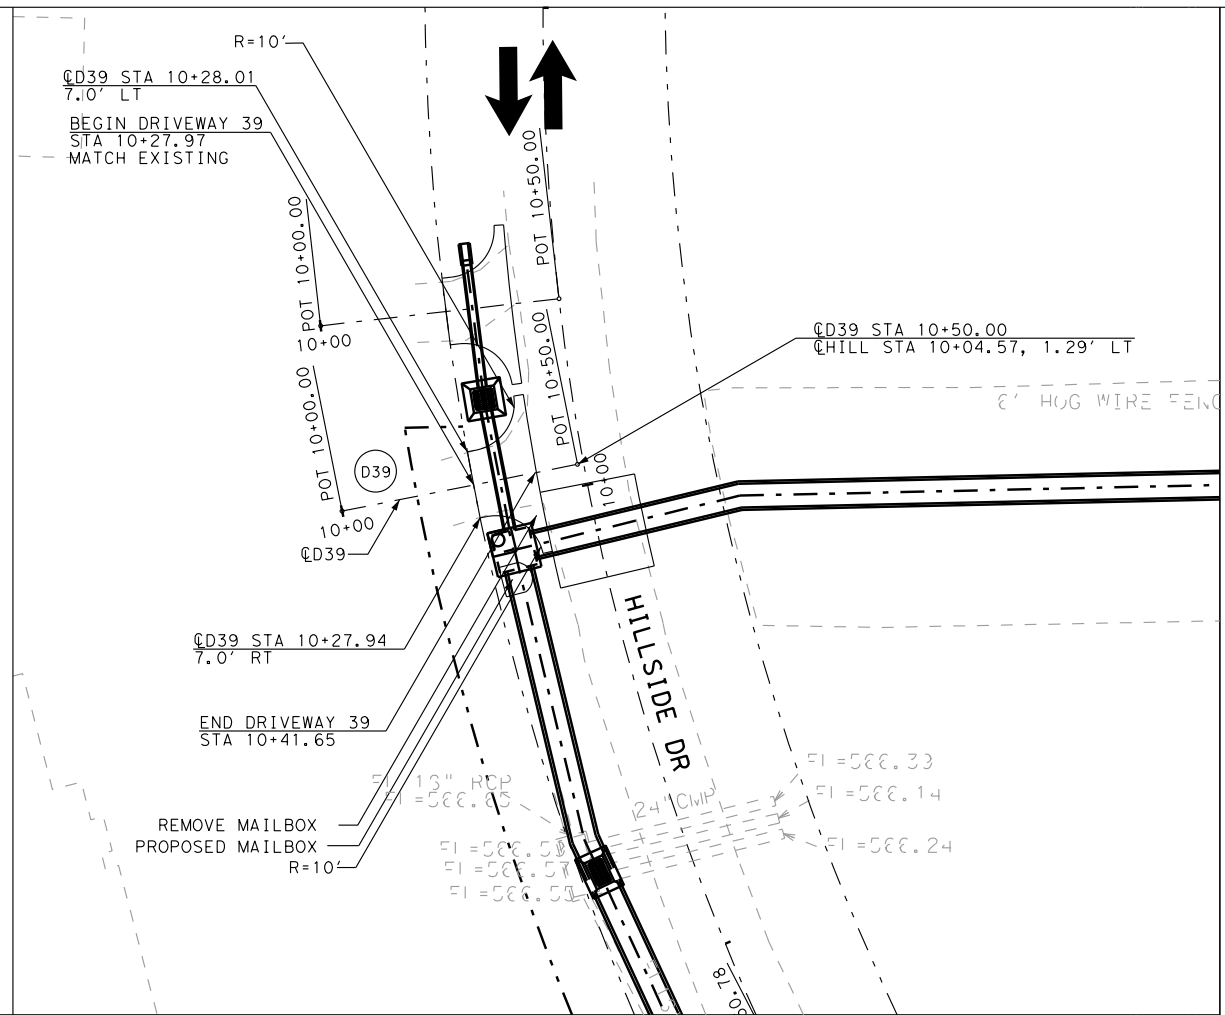 R=10'
℄D39 STA 10+28.01
7.0' LT
BEGIN DRIVEWAY 39
STA 10+27.97
MATCH EXISTING
POT 10+50.00
POT 10+00.00
10+00
POT 10+50.00
℄D39 STA 10+50.00
℄HILL STA 10+04.57, 1.29' LT
POT 10+00.00
HOG WIRE
D39
10+00
10+00
℄D39
HILLSIDE DR
℄D39 STA 10+27.94
7.0' RT
END DRIVEWAY 39
STA 10+41.65
RCP
24" CMP
REMOVE MAILBOX
PROPOSED MAILBOX
R=10'